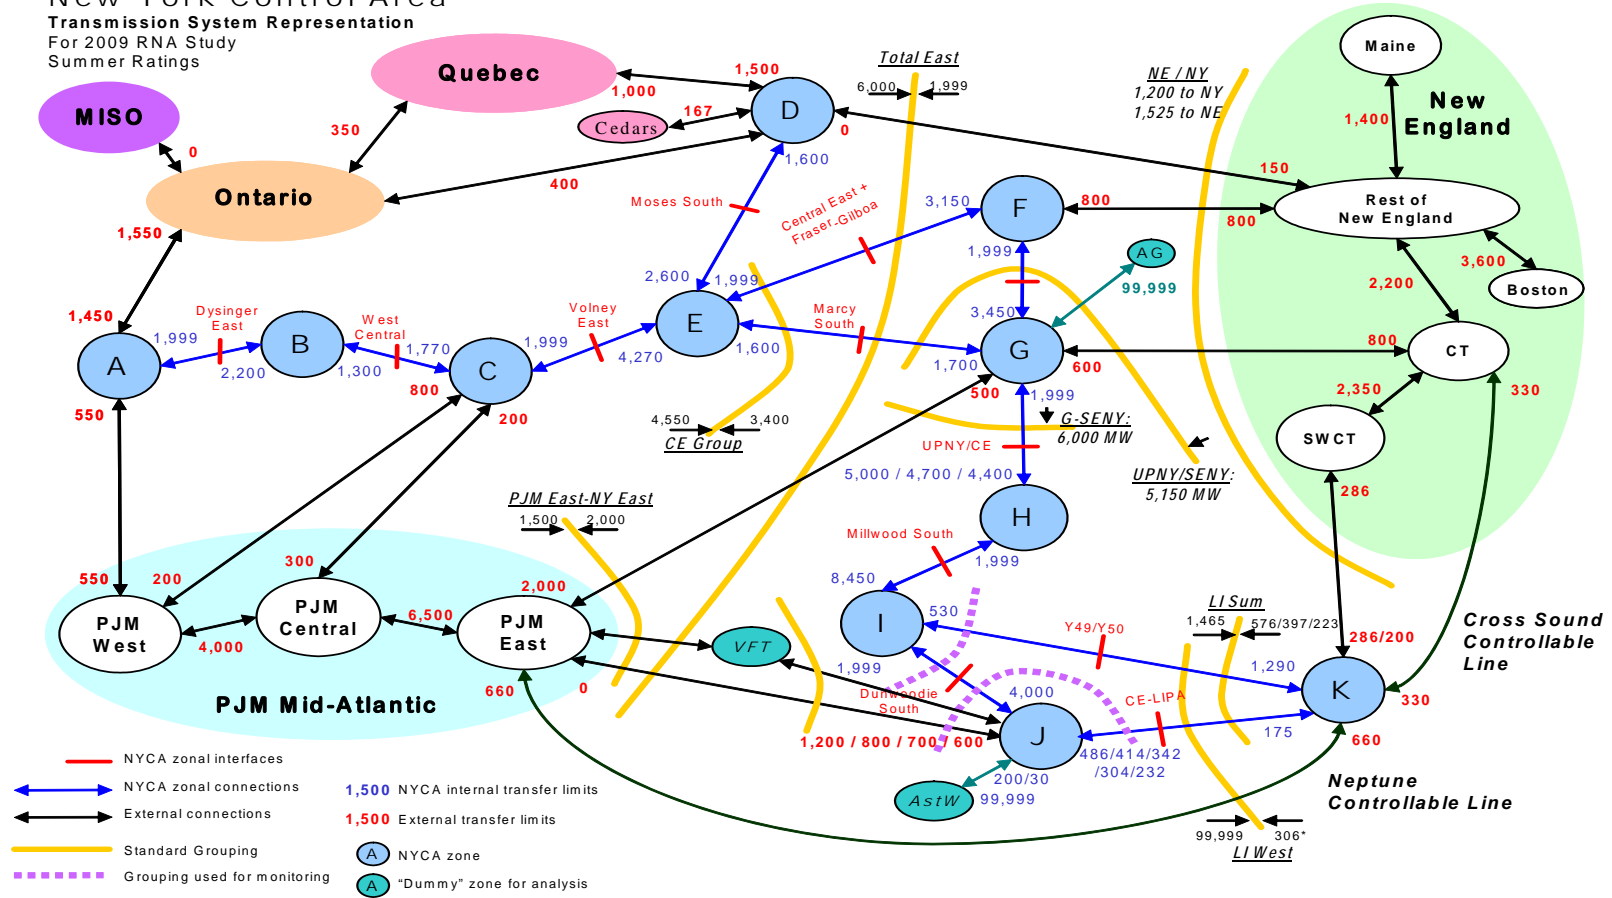 New York Control Area
Transmission System Representation
For 2009 RNA Study
Summer Ratings
MISO
0
Quebec
1,000
1,500
Cedars
167
D
0
1,600
350
Ontario
400
1,550
Total East
6,000
1,999
NE / NY
1,200 to NY
1,525 to NE
Maine
1,400
New
England
150
Rest of
New England
3,600
Boston
2,200
800
CT
2,350
330
SWCT
286
Moses South
Central East +
Fraser-Gilboa
3,150
F
800
800
1,999
AG
99,999
2,600
1,999
E
1,600
Marcy
South
3,450
G
1,700
600
500
1,999
1,450
A
1,999
Dysinger
East
2,200
B
West
Central
1,300
1,770
C
800
200
1,999
Volney
East
4,270
550
4,550
3,400
CE Group
G-SENY:
6,000 MW
UPNY/CE
5,000 / 4,700 / 4,400
UPNY/SENY:
5,150 MW
PJM East-NY East
1,500
2,000
H
Millwood South
1,999
8,450
I
530
1,999
Y49/Y50
LI Sum
1,465
576/397/223
286/200
Cross Sound
Controllable
Line
1,290
K
330
175
660
550
200
300
PJM
West
4,000
PJM
Central
6,500
2,000
PJM
East
660
0
VFT
PJM Mid-Atlantic
Dunwoodie
South
4,000
CE-LIPA
J
1,200 / 800 / 700 / 600
486/414/342
/304/232
200/30
AstW
99,999
Neptune
Controllable Line
99,999
306*
LI West
NYCA zonal interfaces
NYCA zonal connections
External connections
Standard Grouping
Grouping used for monitoring
1,500 NYCA internal transfer limits
1,500 External transfer limits
A NYCA zone
A "Dummy" zone for analysis